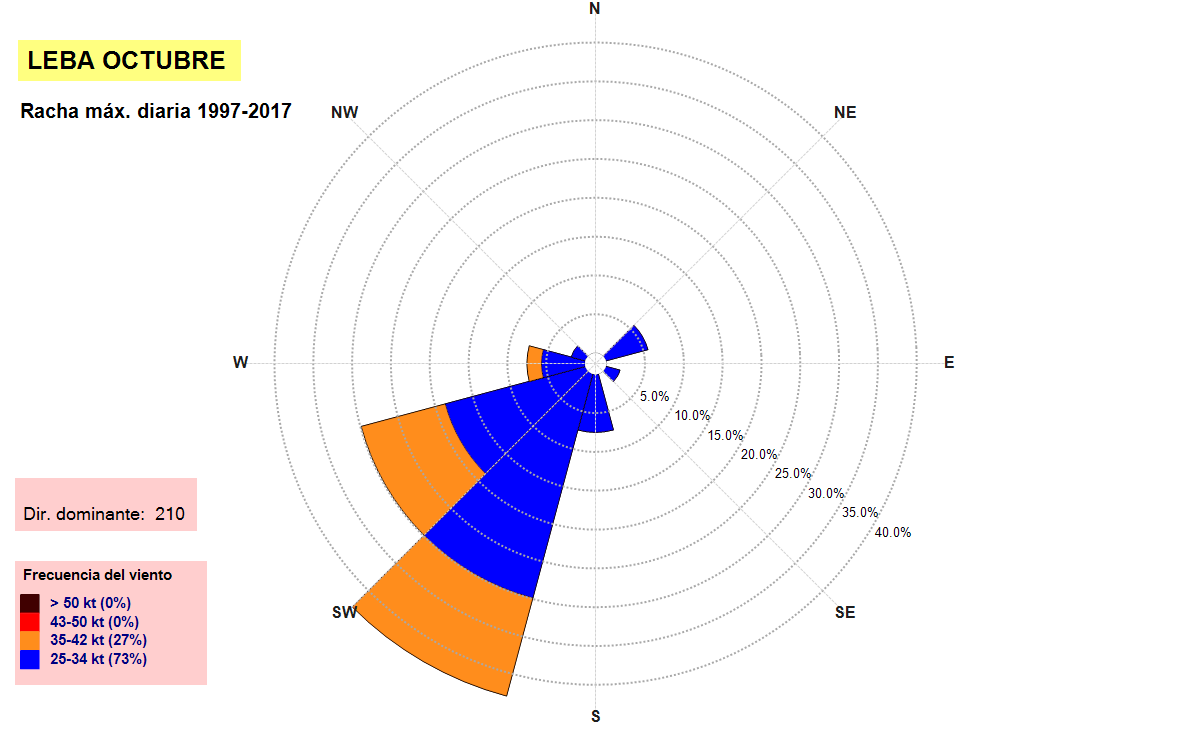 N
LEBA OCTUBRE
Racha máx. diaria 1997-2017
NW
NE
W
E
5.0%
10.0%
15.0%
20.0%
25.0%
30.0%
35.0%
40.0%
Dir. dominante: 210
Frecuencia del viento
> 50 kt (0%)
43-50 kt (0%)
35-42 kt (27%)
25-34 kt (73%)
SW
SE
S